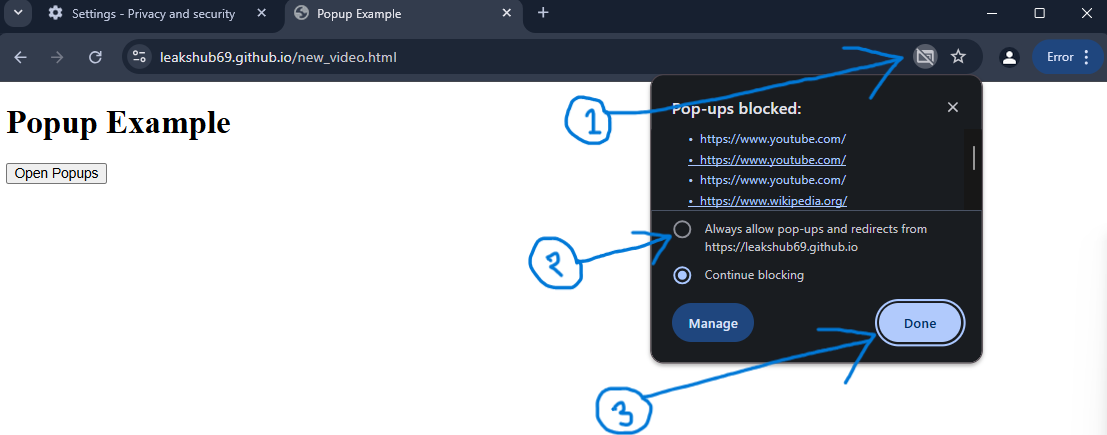 Settings - Privacy and security
Popup Example
leakshub69.github.io/new_video.html
Error
Popup Example
Open Popups
Pop-ups blocked:
• https://www.youtube.com/
• https://www.youtube.com/
• https://www.youtube.com/
• https://www.wikipedia.org/
Always allow pop-ups and redirects from
https://leakshub69.github.io
Continue blocking
Manage
Done
1
2
3